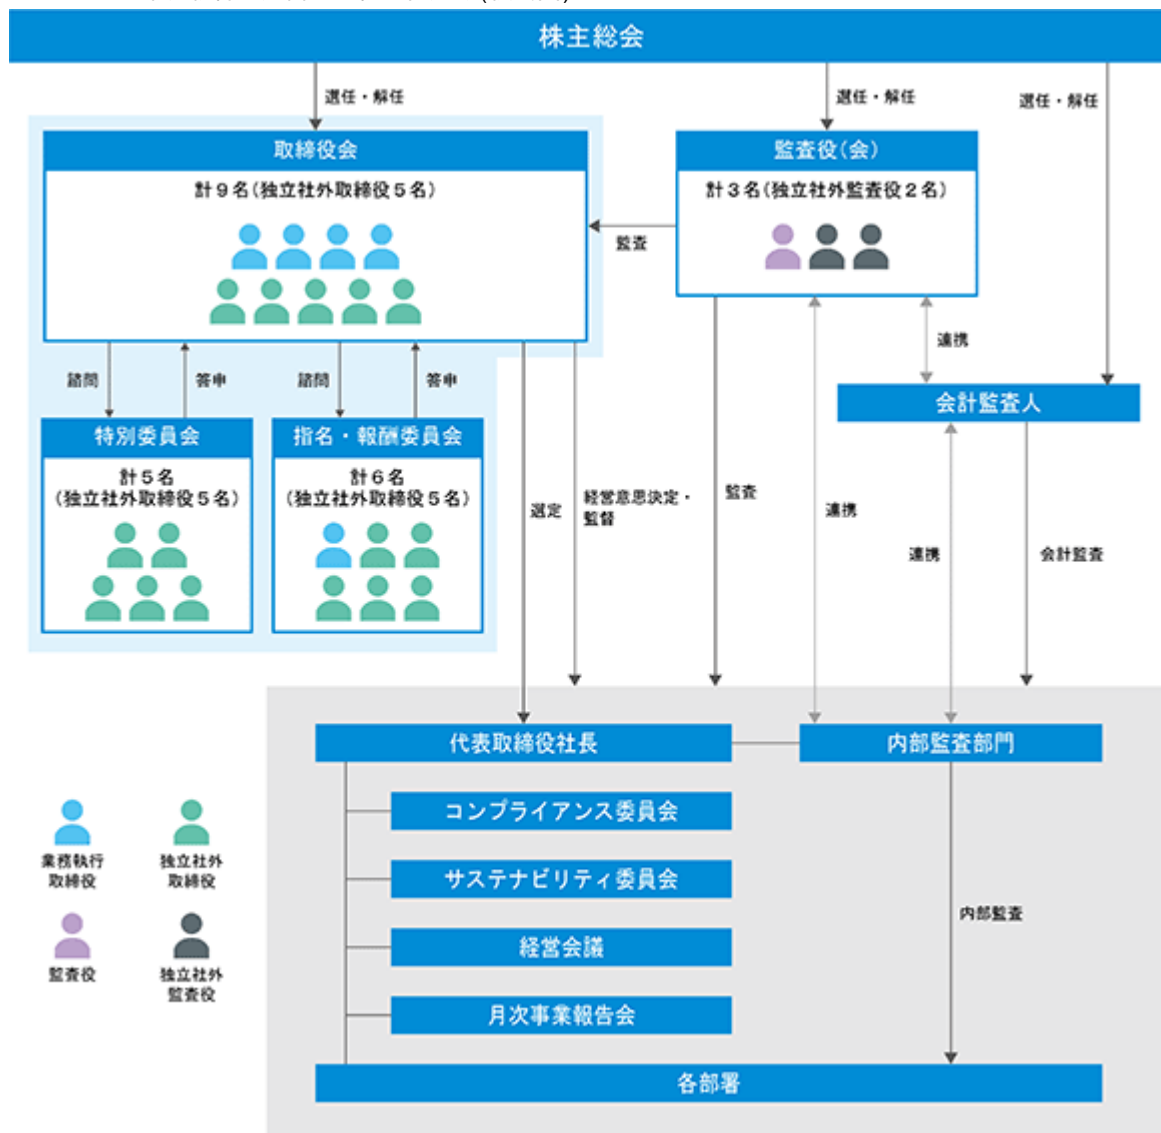 株主総会
選任・解任
選任・解任
選任・解任
取締役会
計9名(独立社外取締役5名)
監査役(会)
計3名(独立社外監査役2名)
監査
連携
諮問
答申
諮問
答申
会計監査人
特別委員会
計5名
(独立社外取締役5名)
指名・報酬委員会
計6名
(独立社外取締役5名)
選定
経営意思決定・
監督
監査
連携
連携
会計監査
代表取締役社長
内部監査部門
コンプライアンス委員会
サステナビリティ委員会
経営会議
月次事業報告会
内部監査
各部署
業務執行
取締役
独立社外
取締役
監査役
独立社外
監査役